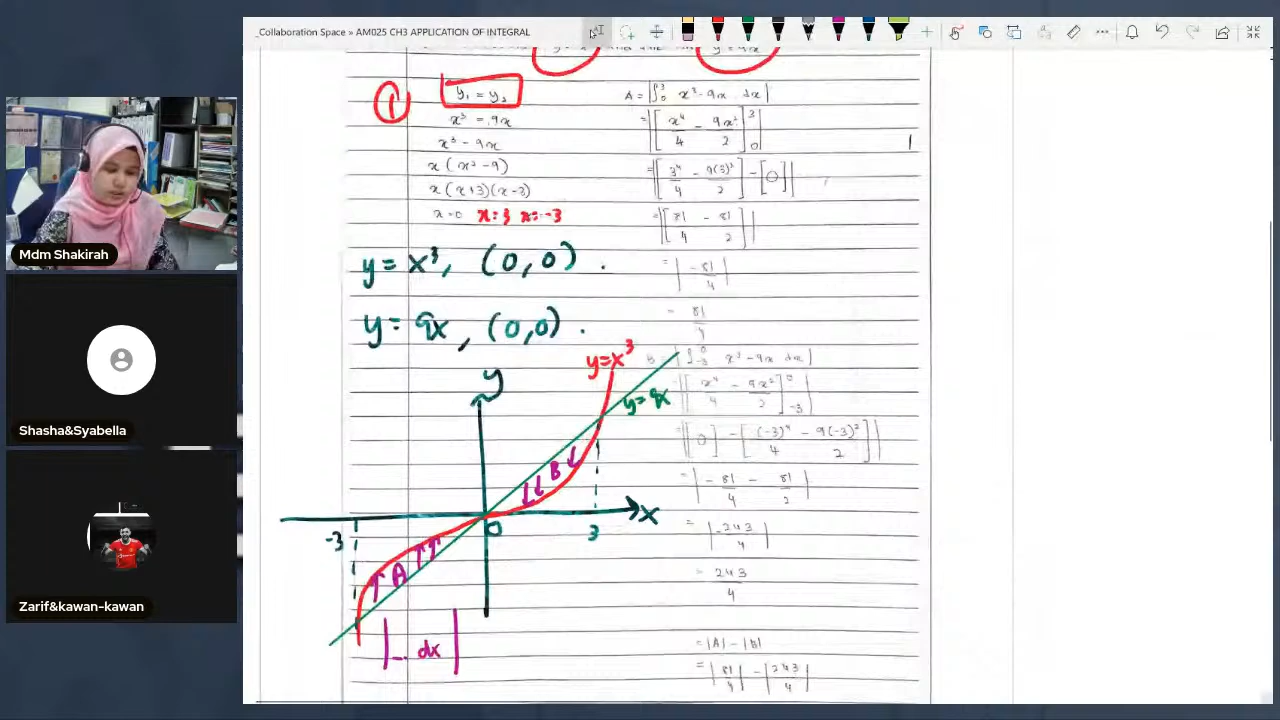 _Collaboration Space » AM025 CH3 APPLICATION OF INTEGRAL
①
y₁ = y₂
x³ = 9x
x³ - 9x
x (x² - 9)
x (x+3)(x-3)
x=0 x=3 x=-3
y = x³, (0,0).
y = 9x, (0,0).
y
y=x³
y=9x
B
-3
0
3
x
A
|... dx|
A = |∫₀³ x³ - 9x dx|
= |[x⁴/4 - 9x²/2]₀³|
= |[3⁴/4 - 9(3)²/2] - [0]|
= |[81/4 - 81/2]|
= |-81/4|
= 81/4
|∫₋₃⁰ x³ - 9x dx|
= |[x⁴/4 - 9x²/2]₋₃⁰|
= |[0] - [(-3)⁴/4 - 9(-3)²/2]|
= |-81/4 - 81/2|
= |-243/4|
= 243/4
= |A| - |B|
= |81/4| - |243/4|
Mdm Shakirah
Shasha&Syabella
Zarif&kawan-kawan